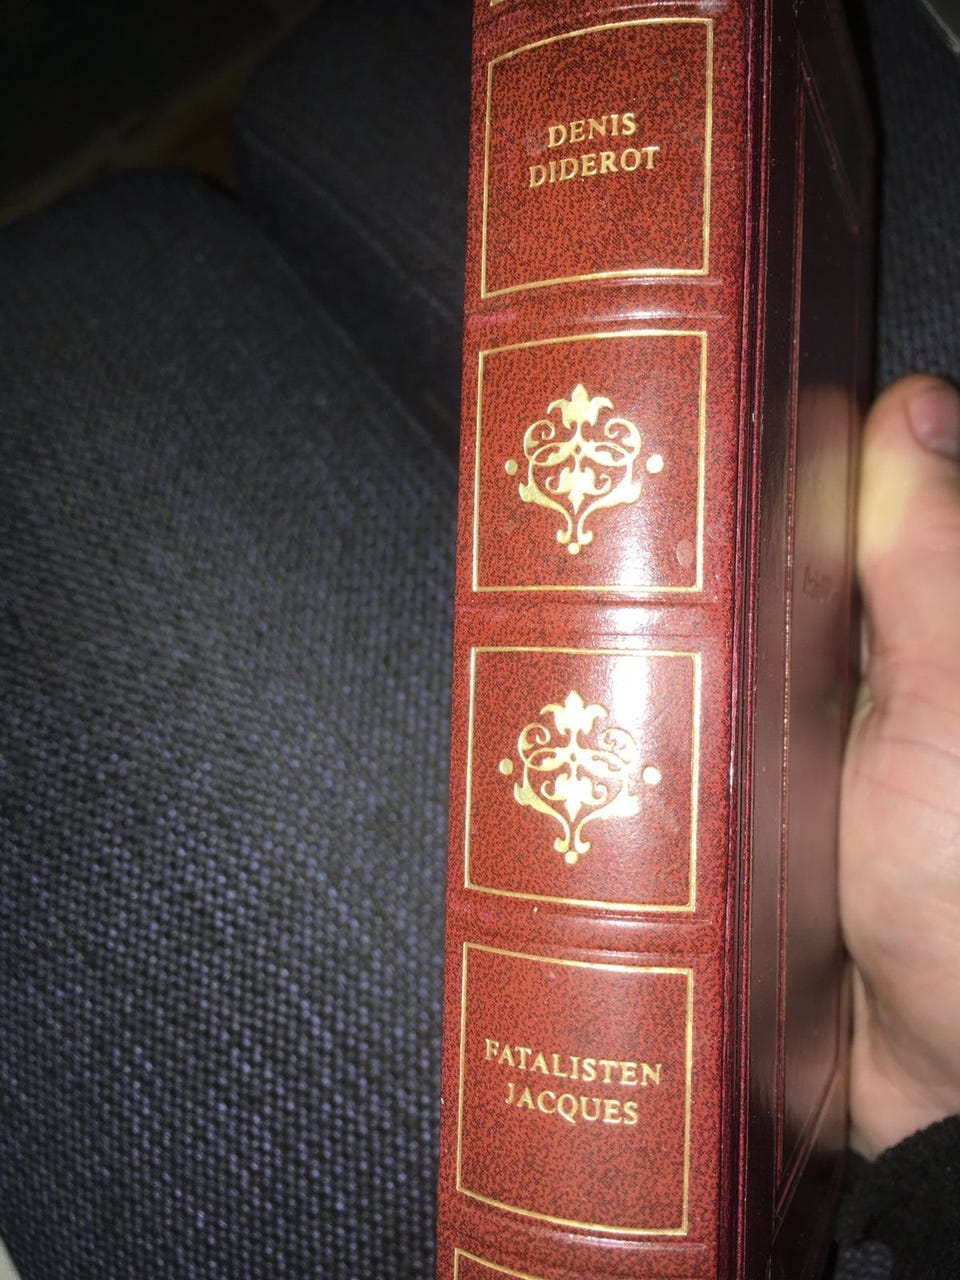 DENIS
DIDEROT
FATALISTEN
JACQUES